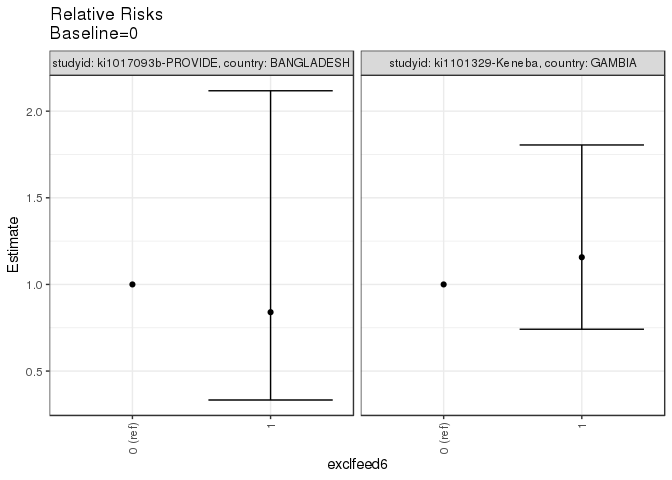 Relative Risks
Baseline=0
studyid: ki1017093b-PROVIDE, country: BANGLADESH
studyid: ki1101329-Keneba, country: GAMBIA
Estimate
2.0
1.5
1.0
0.5
0 (ref)
1
0 (ref)
1
exclfeed6